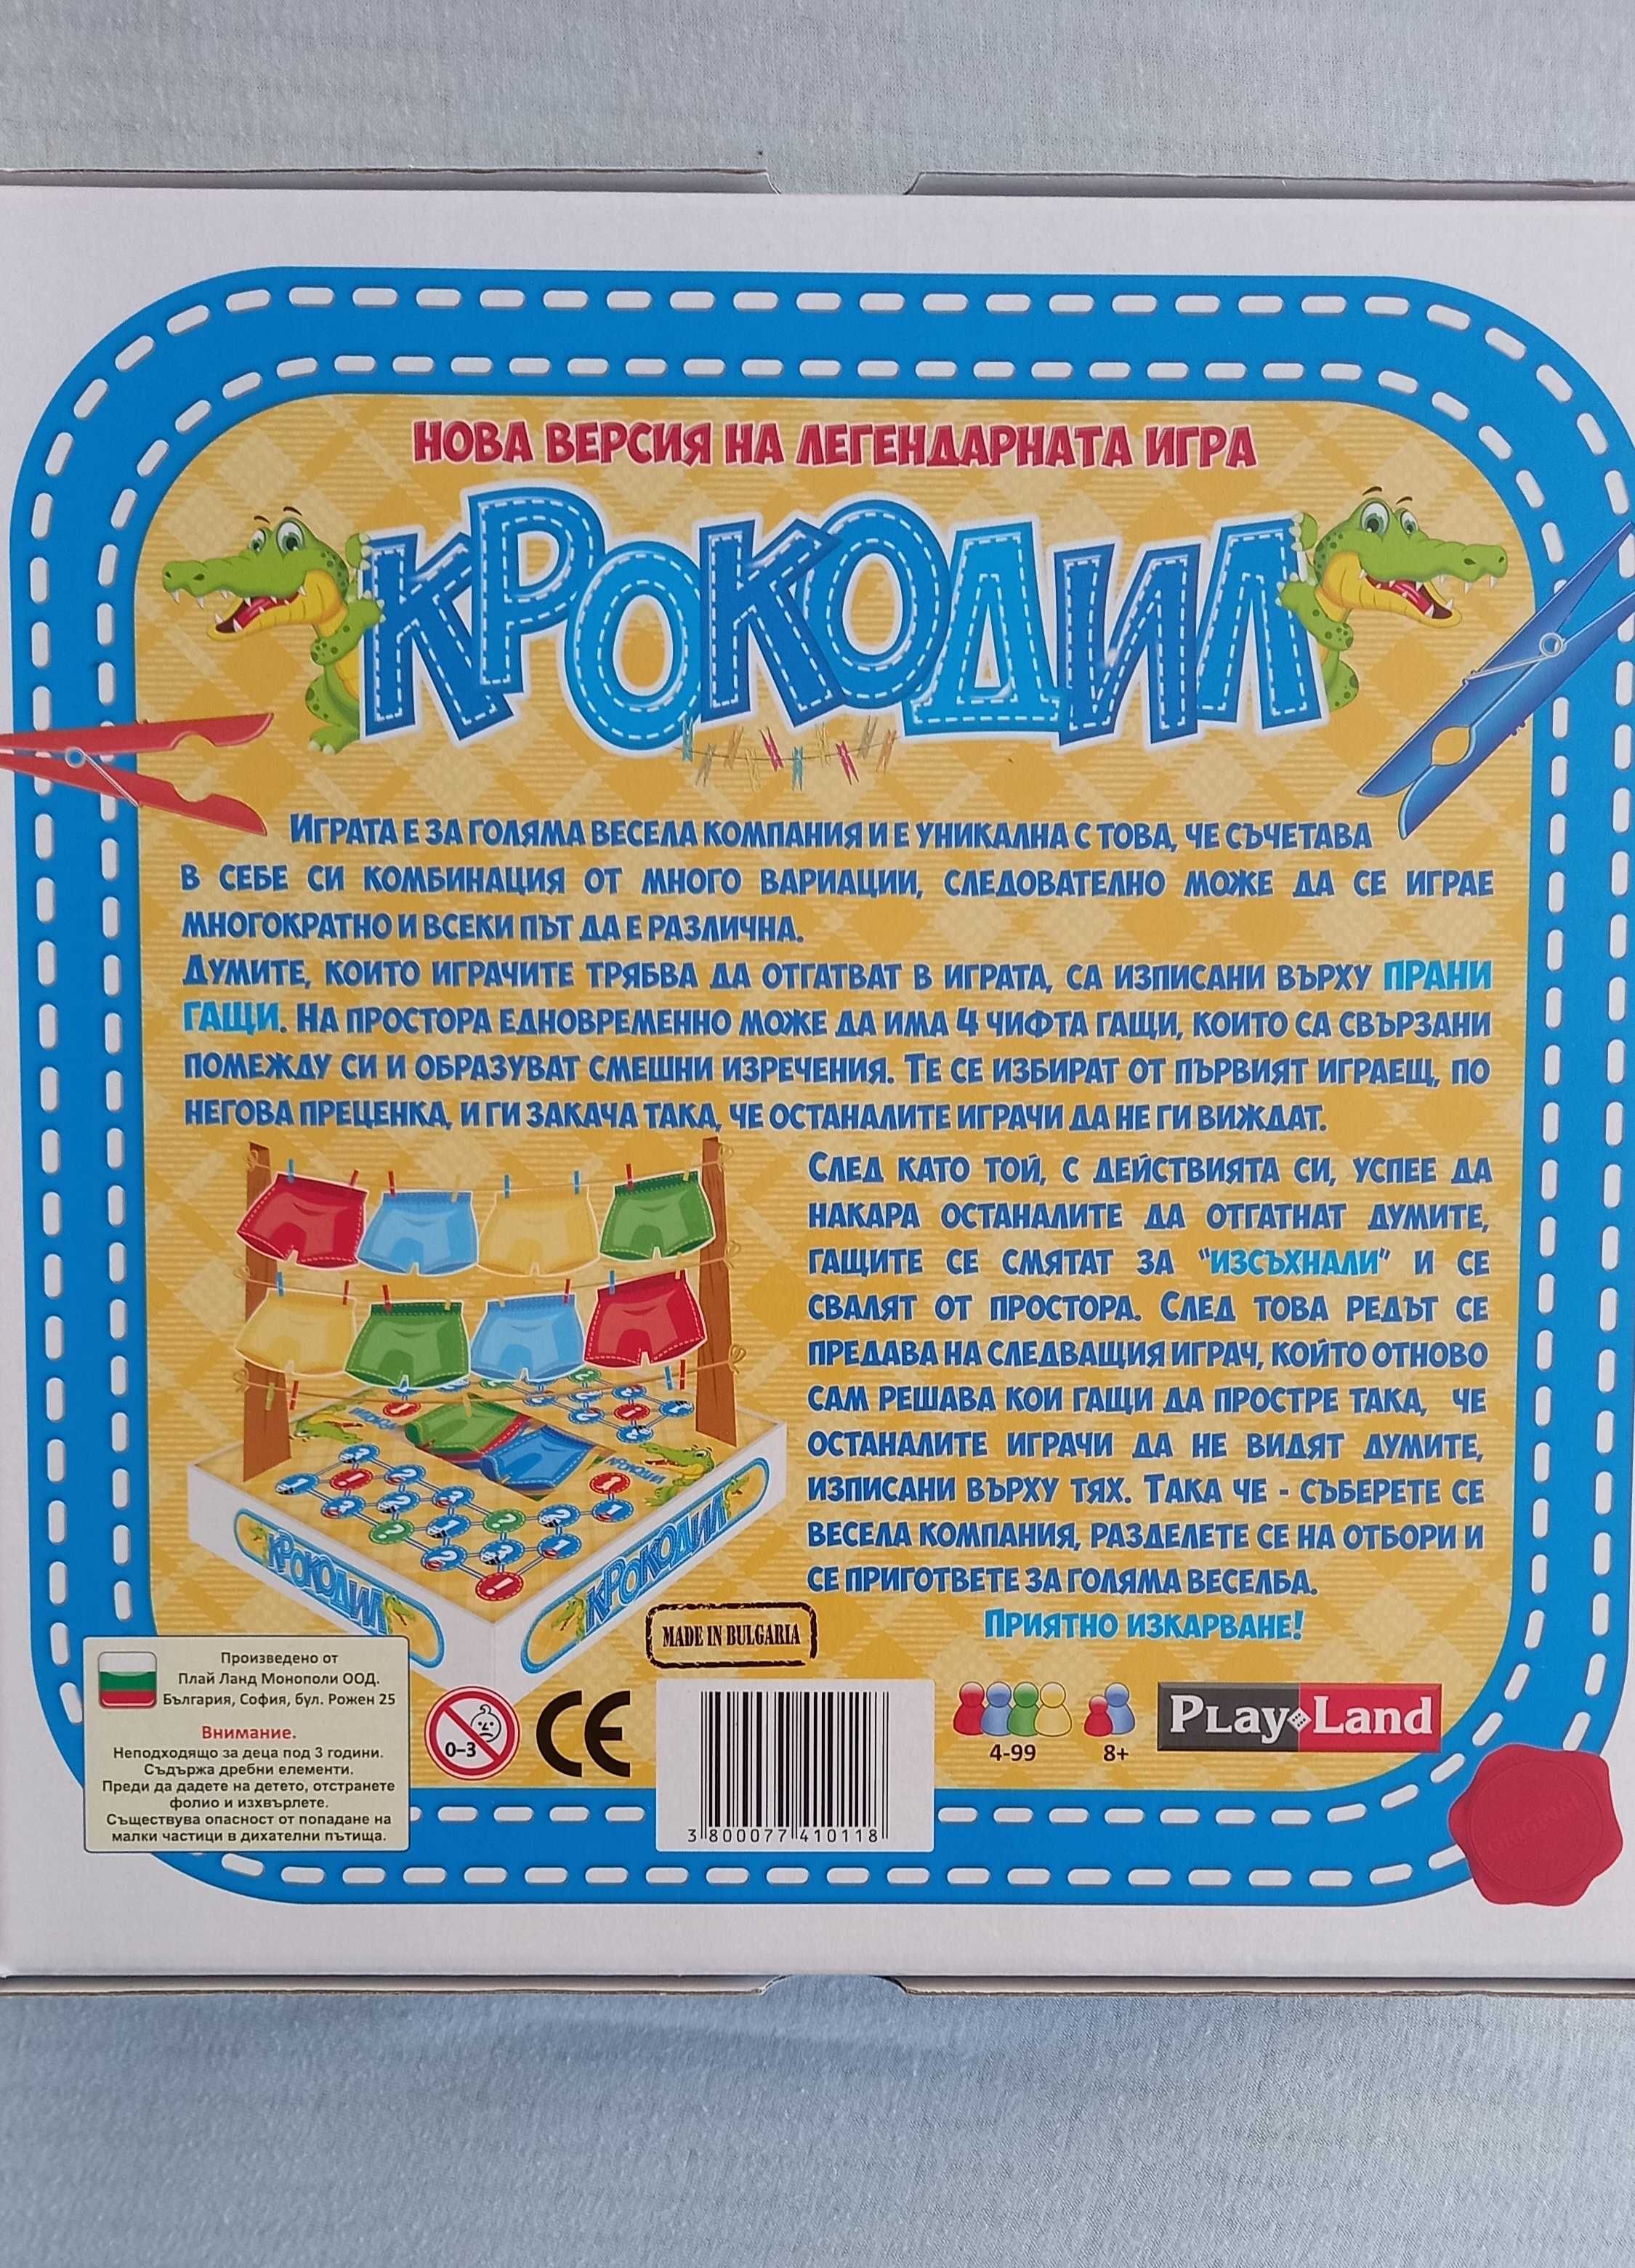 НОВА ВЕРСИЯ НА ЛЕГЕНДАРНАТА ИГРА
КРОКОДИЛ
ИГРАТА Е ЗА ГОЛЯМА ВЕСЕЛА КОМПАНИЯ И Е УНИКАЛНА С ТОВА, ЧЕ СЪЧЕТАВА
В СЕБЕ СИ КОМБИНАЦИЯ ОТ МНОГО ВАРИАЦИИ, СЛЕДОВАТЕЛНО МОЖЕ ДА СЕ ИГРАЕ
МНОГОКРАТНО И ВСЕКИ ПЪТ ДА Е РАЗЛИЧНА.
ДУМИТЕ, КОИТО ИГРАЧИТЕ ТРЯБВА ДА ОТГАТВАТ В ИГРАТА, СА ИЗПИСАНИ ВЪРХУ ПРАНИ
ГАЩИ. НА ПРОСТОРА ЕДНОВРЕМЕННО МОЖЕ ДА ИМА 4 ЧИФТА ГАЩИ, КОИТО СА СВЪРЗАНИ
ПОМЕЖДУ СИ И ОБРАЗУВАТ СМЕШНИ ИЗРЕЧЕНИЯ. ТЕ СЕ ИЗБИРАТ ОТ ПЪРВИЯТ ИГРАЕЩ, ПО
НЕГОВА ПРЕЦЕНКА, И ГИ ЗАКАЧА ТАКА, ЧЕ ОСТАНАЛИТЕ ИГРАЧИ ДА НЕ ГИ ВИЖДАТ.
СЛЕД КАТО ТОЙ, С ДЕЙСТВИЯТА СИ, УСПЕЕ ДА
НАКАРА ОСТАНАЛИТЕ ДА ОТГАТНАТ ДУМИТЕ,
ГАЩИТЕ СЕ СМЯТАТ ЗА "ИЗСЪХНАЛИ" И СЕ
СВАЛЯТ ОТ ПРОСТОРА. СЛЕД ТОВА РЕДЪТ СЕ
ПРЕДАВА НА СЛЕДВАЩИЯ ИГРАЧ, КОЙТО ОТНОВО
САМ РЕШАВА КОИ ГАЩИ ДА ПРОСТРЕ ТАКА, ЧЕ
ОСТАНАЛИТЕ ИГРАЧИ ДА НЕ ВИДЯТ ДУМИТЕ,
ИЗПИСАНИ ВЪРХУ ТЯХ. ТАКА ЧЕ - СЪБЕРЕТЕ СЕ
ВЕСЕЛА КОМПАНИЯ, РАЗДЕЛЕТЕ СЕ НА ОТБОРИ И
СЕ ПРИГОТВЕТЕ ЗА ГОЛЯМА ВЕСЕЛБА.
ПРИЯТНО ИЗКАРВАНЕ!
КРОКОДИЛ
КРОКОДИЛ
MADE IN BULGARIA
Произведено от
Плай Ланд Монополи ООД.
България, София, бул. Рожен 25
Внимание.
Неподходящо за деца под 3 години.
Съдържа дребни елементи.
Преди да дадете на детето, отстранете
фолио и изхвърлете.
Съществува опасност от попадане на
малки частици в дихателни пътища.
0-3
CE
3 800077 410118
4-99
8+
PLay Land